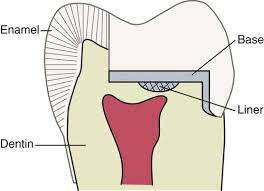 Enamel
Base
Liner
Dentin